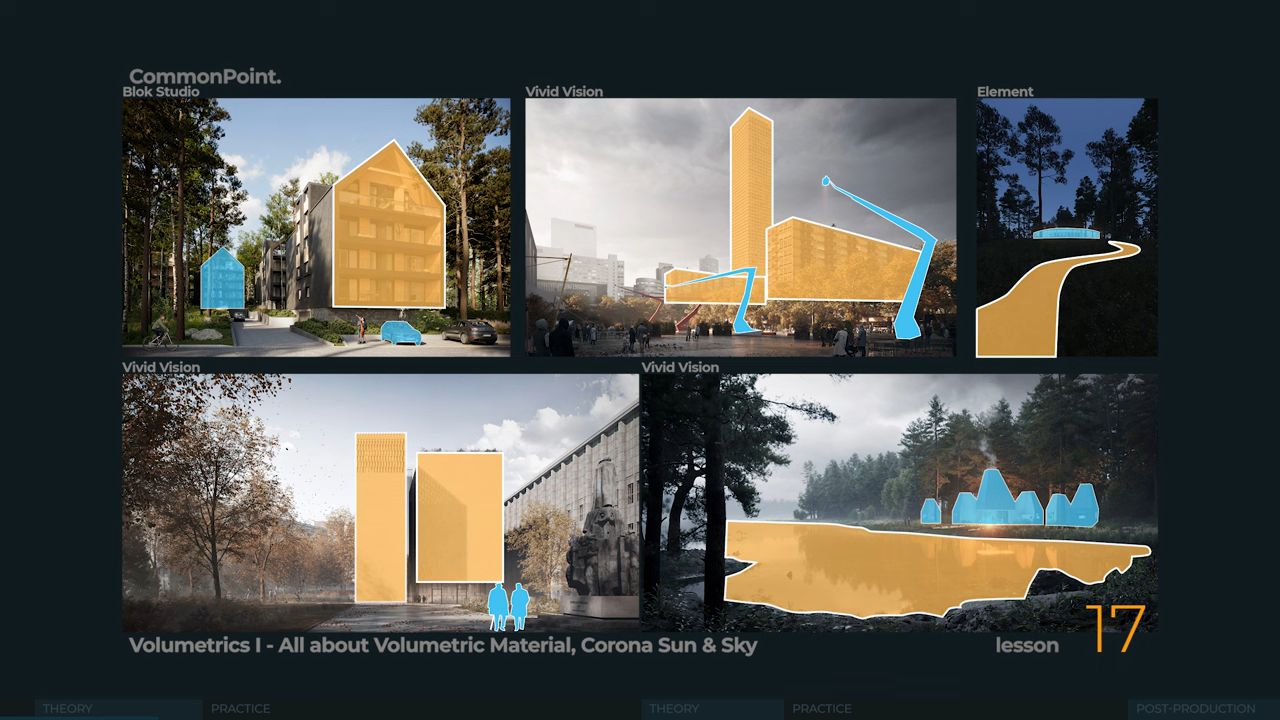 CommonPoint.
Blok Studio
Vivid Vision
Element
Vivid Vision
Vivid Vision
Volumetrics I - All about Volumetric Material, Corona Sun & Sky
lesson 17
THEORY
PRACTICE
THEORY
PRACTICE
POST-PRODUCTION